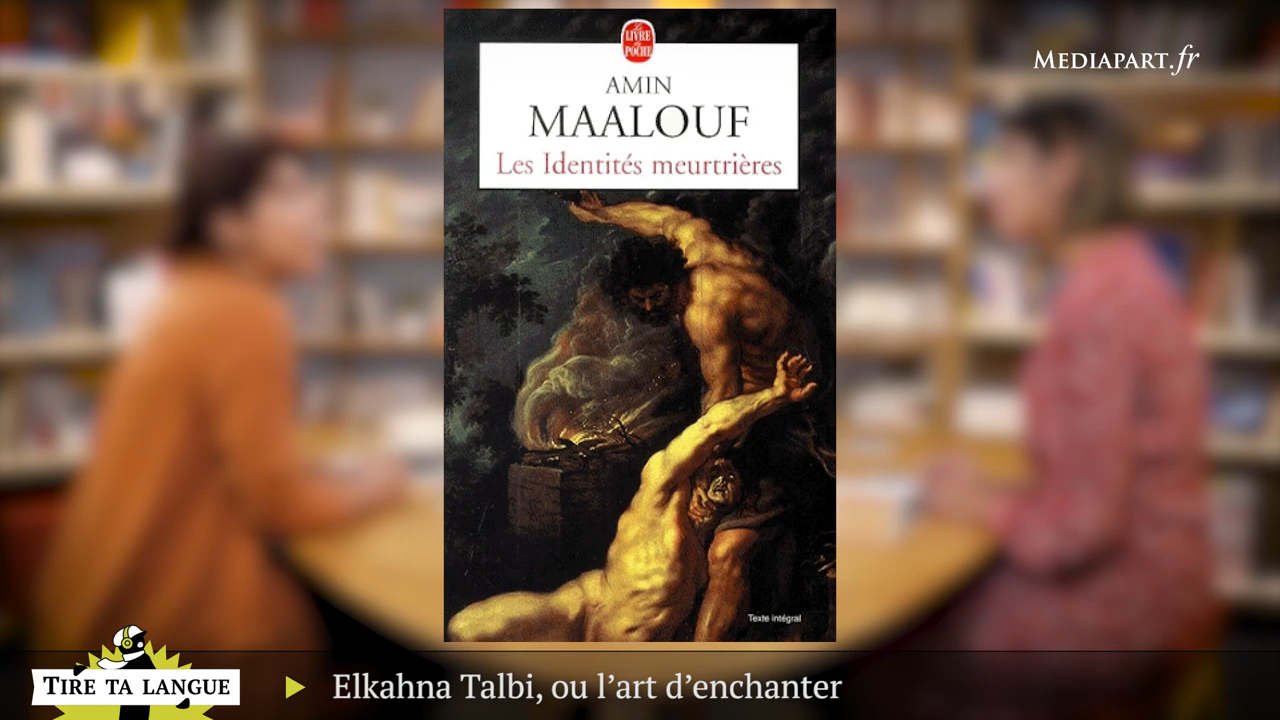 Le
LIVRE
de
POCHE
AMIN
MAALOUF
Les Identités meurtrières
MEDIAPART.fr
Texte intégral
TIRE TA LANGUE
Elkahna Talbi, ou l’art d’enchanter